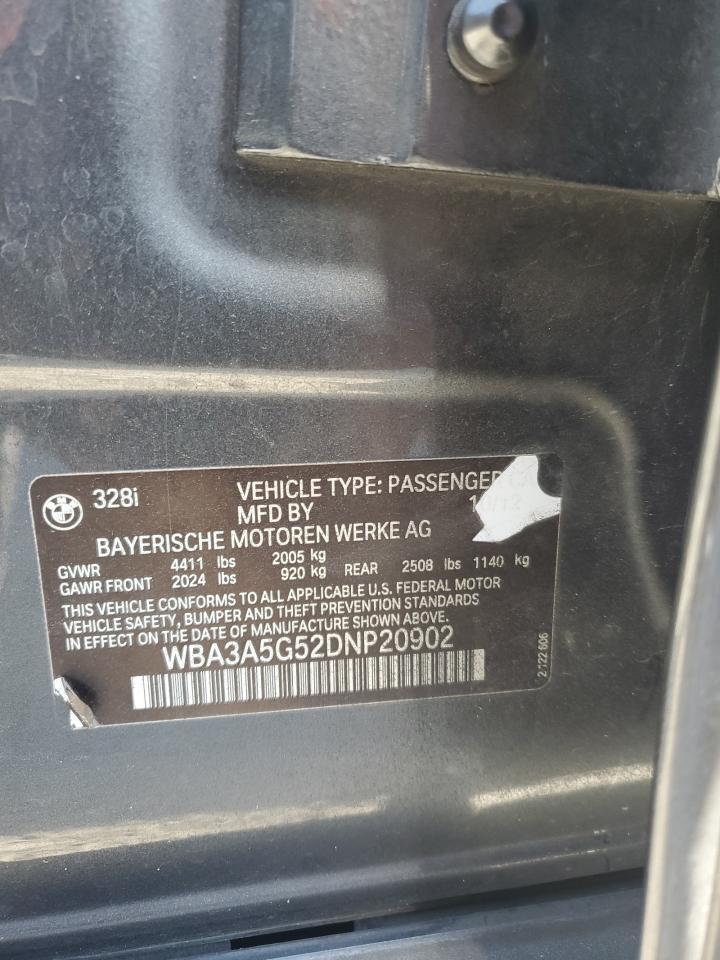 328i VEHICLE TYPE: PASSENGER
MFD BY
BAYERISCHE MOTOREN WERKE AG
GVWR 4411 lbs 2005 kg
GAWR FRONT 2024 lbs 920 kg REAR 2508 lbs 1140 kg
THIS VEHICLE CONFORMS TO ALL APPLICABLE U.S. FEDERAL MOTOR
VEHICLE SAFETY, BUMPER AND THEFT PREVENTION STANDARDS
IN EFFECT ON THE DATE OF MANUFACTURE SHOWN ABOVE.
WBA3A5G52DNP20902
2 122 606